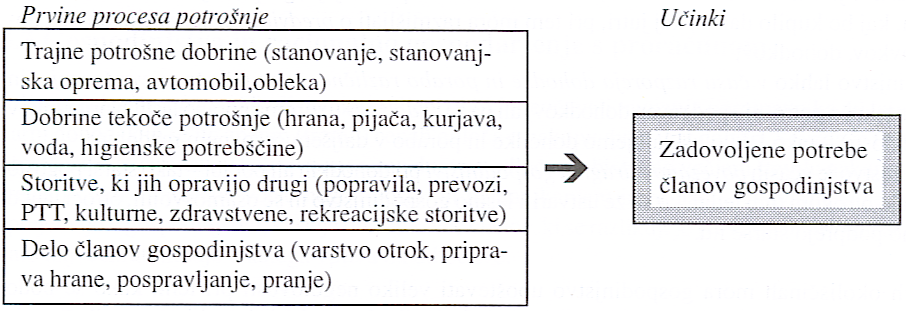 Prvine procesa potrošnje
Učinki
Trajne potrošne dobrine (stanovanje, stanovanj-
ska oprema, avtomobil,obleka)
Dobrine tekoče potrošnje (hrana, pijača, kurjava,
voda, higienske potrebščine)
Storitve, ki jih opravijo drugi (popravila, prevozi,
PTT, kulturne, zdravstvene, rekreacijske storitve)
Delo članov gospodinjstva (varstvo otrok, pripra-
va hrane, pospravljanje, pranje)
Zadovoljene potrebe
članov gospodinjstva